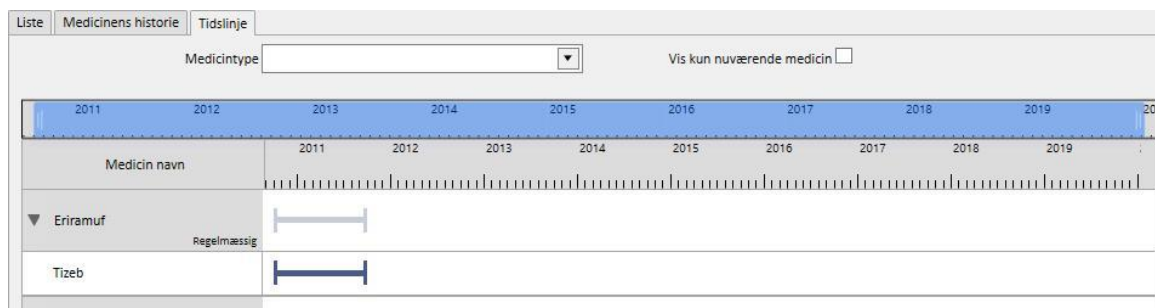 Liste Medicinens historie Tidslinje
Medicintype Vis kun nuværende medicin
2011 2012 2013 2014 2015 2016 2017 2018 2019 20
Medicin navn 2011 2012 2013 2014 2015 2016 2017 2018 2019
Eriramuf
Regelmæssig
Tizeb